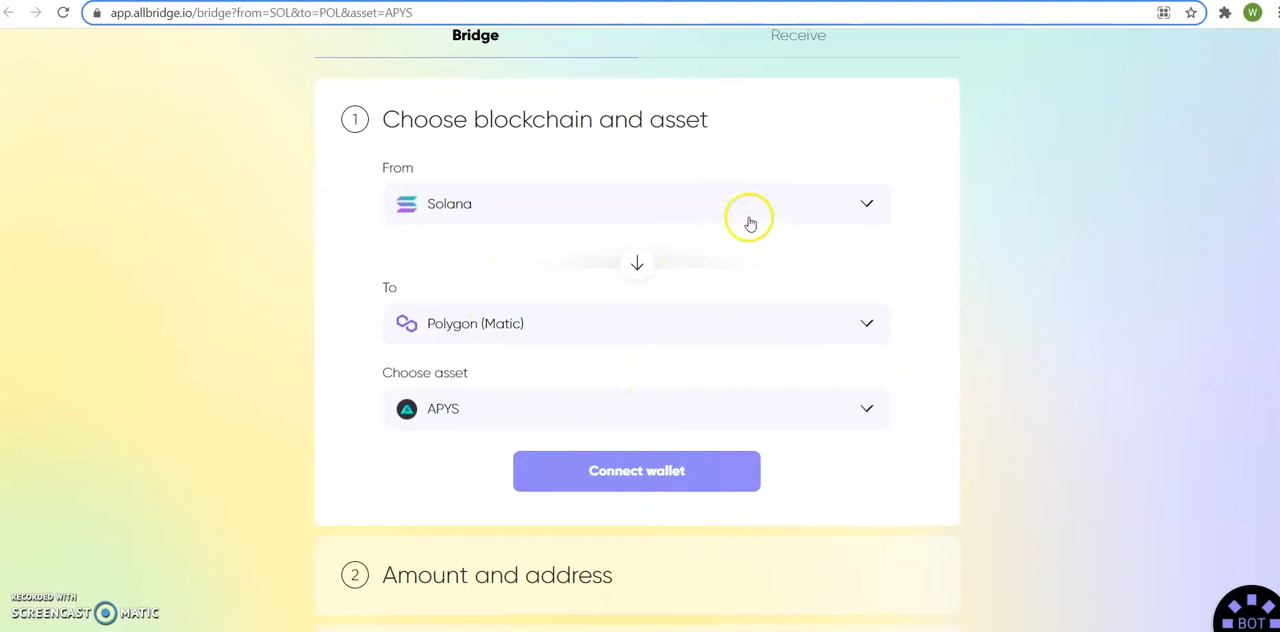 app.allbridge.io/bridge?from=SOL&to=POL&asset=APYS
W
Bridge
Receive
1 Choose blockchain and asset
From
Solana
To
Polygon (Matic)
Choose asset
APYS
Connect wallet
2 Amount and address
RECORDED WITH
SCREENCAST MATIC
BOT